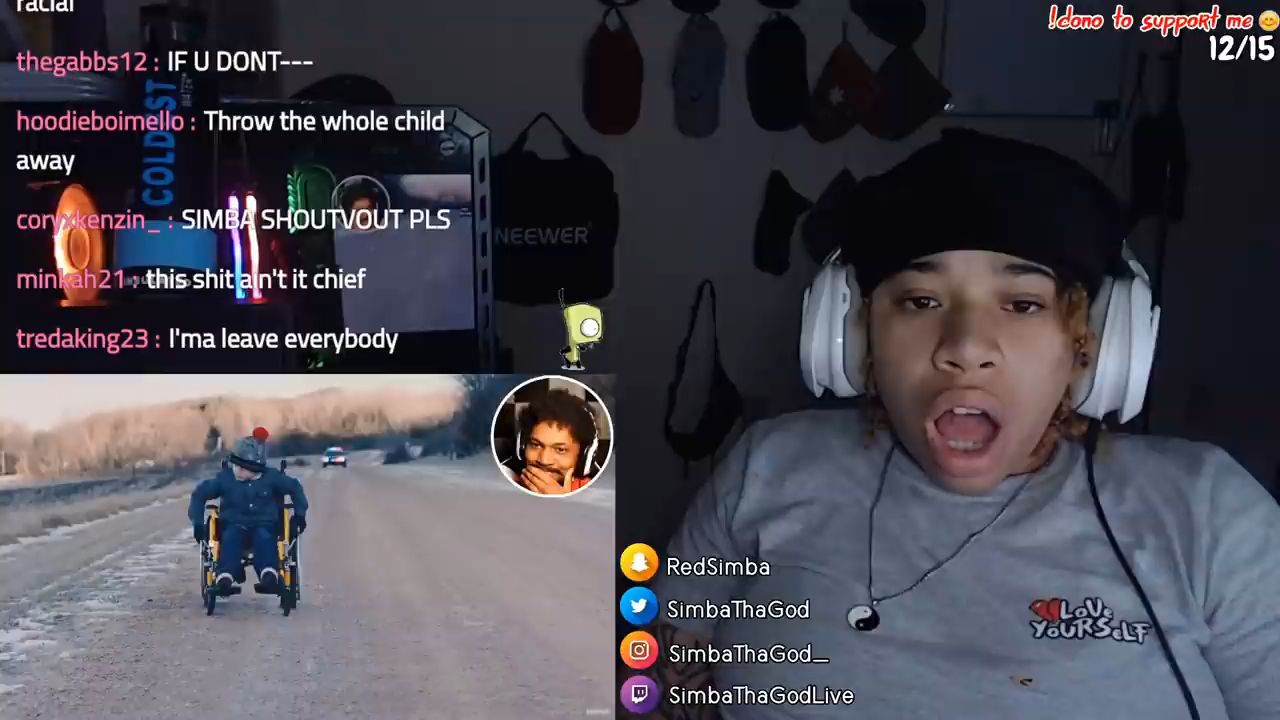 racial
thegabbs12 : IF U DONT---
hoodieboimello : Throw the whole child
away
coryxkenzin_ : SIMBA SHOUTVOUT PLS
minkah21 : this shit ain't it chief
tredaking23 : I'ma leave everybody
COLDEST
NEEWER
!dono to support me
12/15
RedSimba
SimbaThaGod
SimbaThaGod_
SimbaThaGodLive
LoVe
YOURSeLF